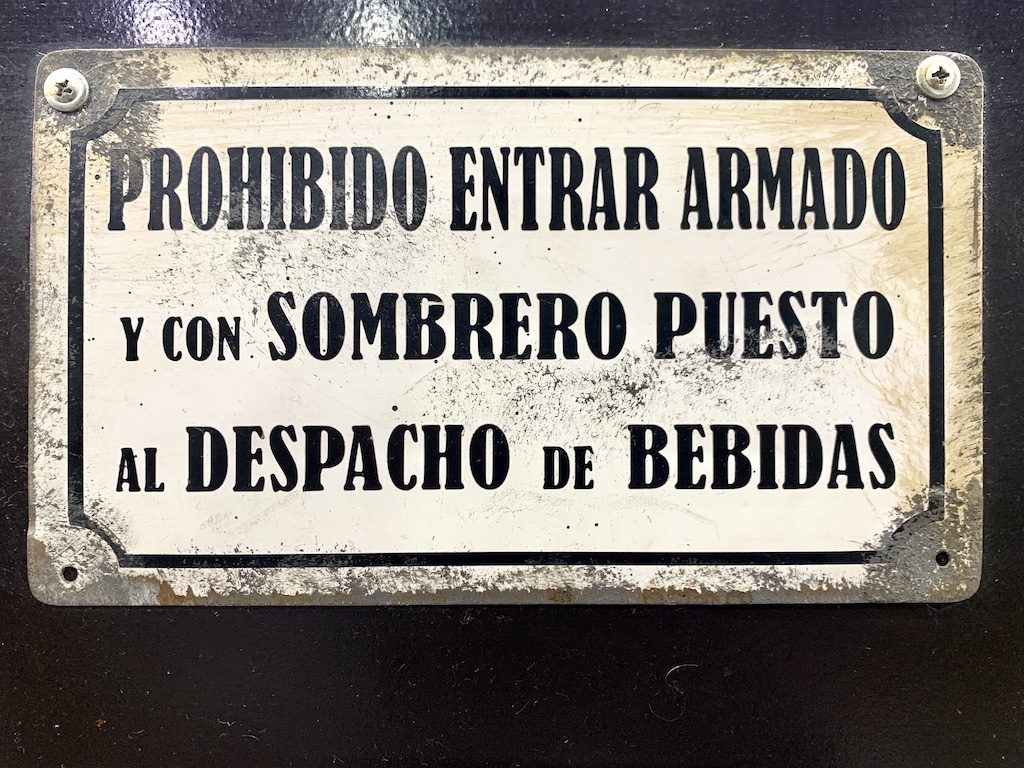 PROHIBIDO ENTRAR ARMADO
Y CON SOMBRERO PUESTO
AL DESPACHO DE BEBIDAS